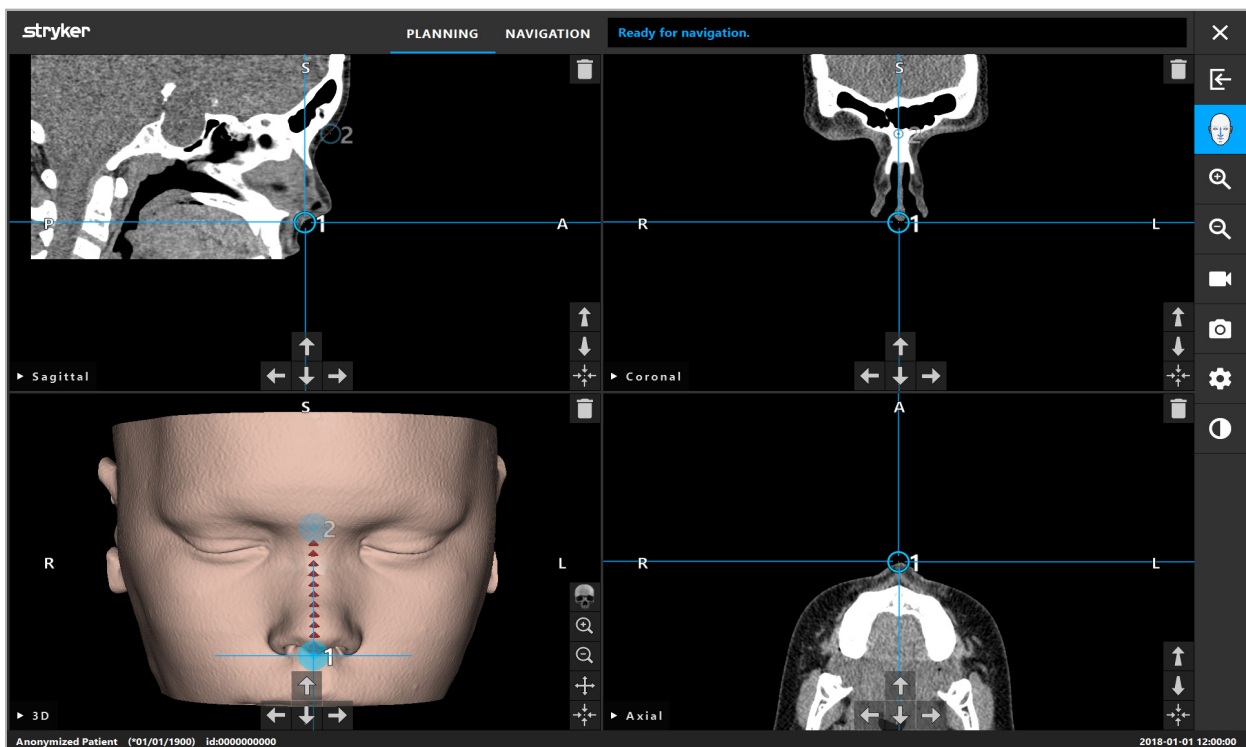 stryker
PLANNING NAVIGATION Ready for navigation.
S
2
1
P
A
Sagittal
S
2
1
R
L
Coronal
S
2
R
L
1
3D
A
1
R
L
Axial
Anonymized Patient (*01/01/1900) id:0000000000 2018-01-01 12:00:00